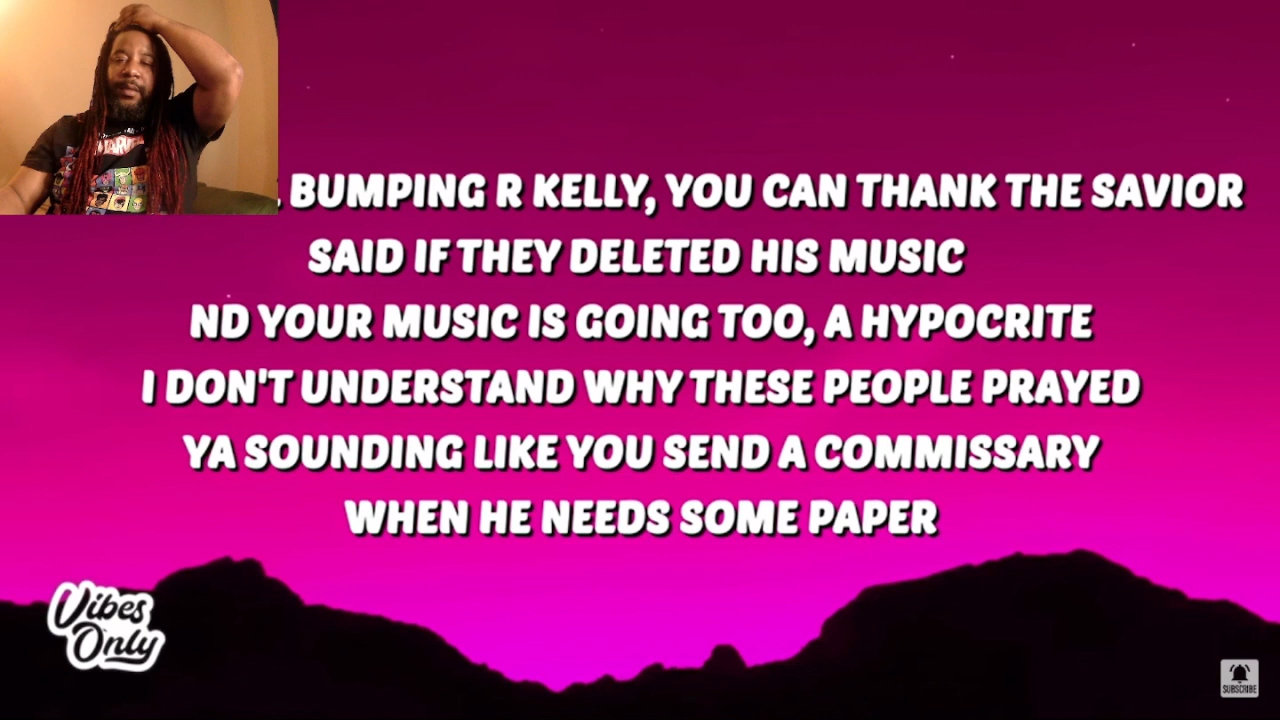 MARVEL
BUMPING R KELLY, YOU CAN THANK THE SAVIOR
SAID IF THEY DELETED HIS MUSIC
ND YOUR MUSIC IS GOING TOO, A HYPOCRITE
I DON'T UNDERSTAND WHY THESE PEOPLE PRAYED
YA SOUNDING LIKE YOU SEND A COMMISSARY
WHEN HE NEEDS SOME PAPER
Vibes
Only
SUBSCRIBE